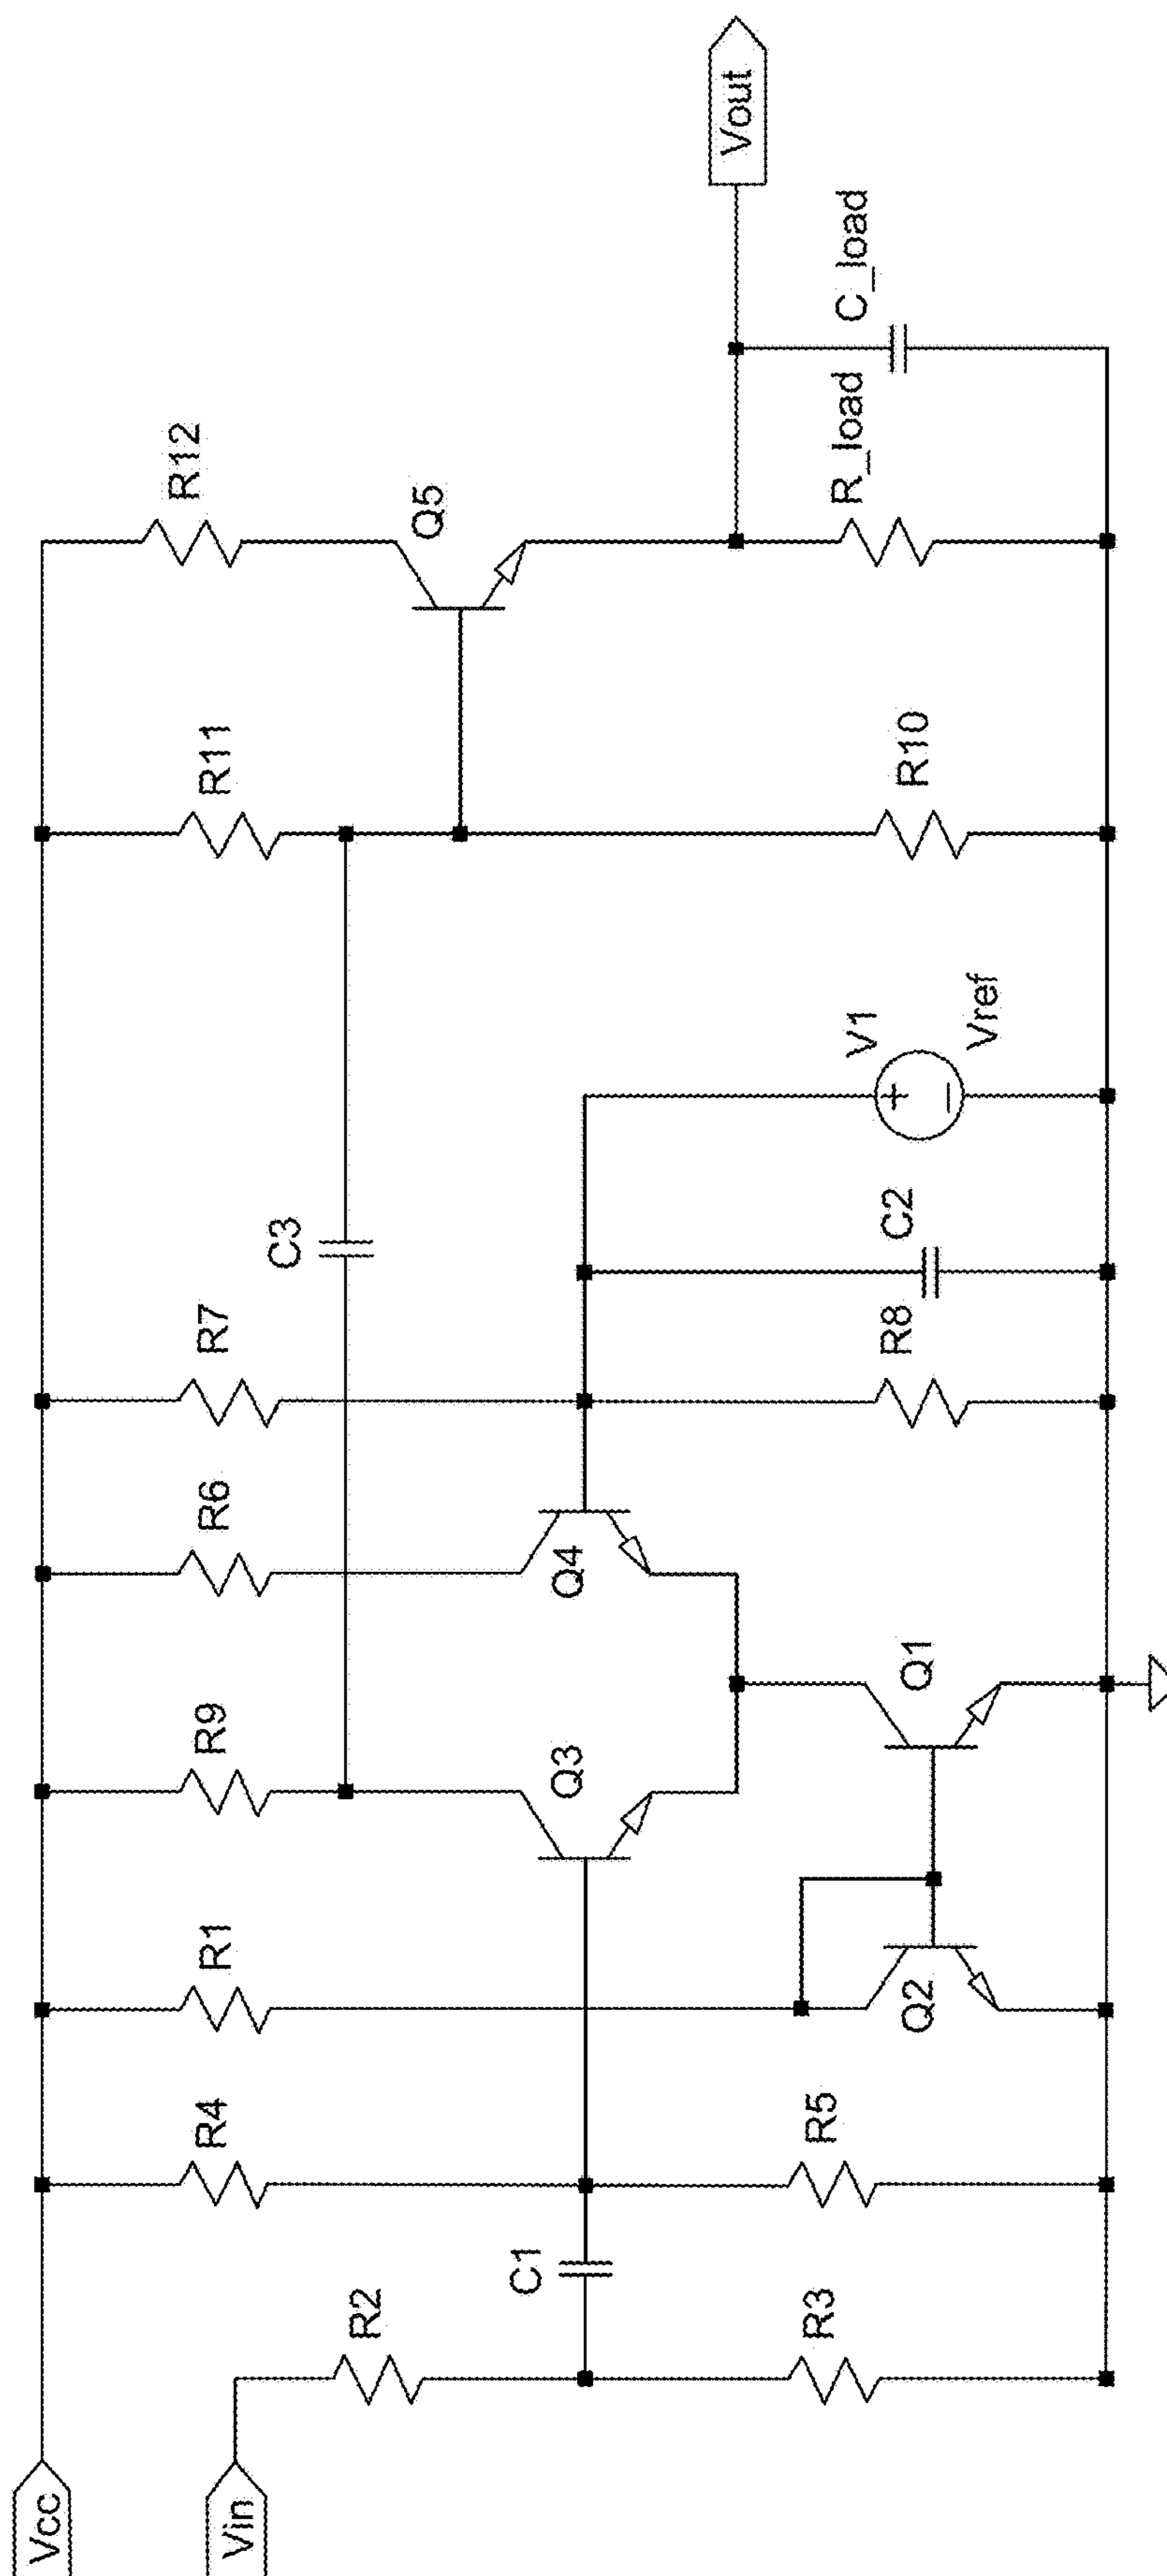 Vcc
Vin
R2
R3
C1
R4
R5
R1
Q2
Q1
R9
Q3
R6
Q4
R7
R8
C3
C2
V1
Vref
R11
R10
R12
Q5
R_load
C_load
Vout